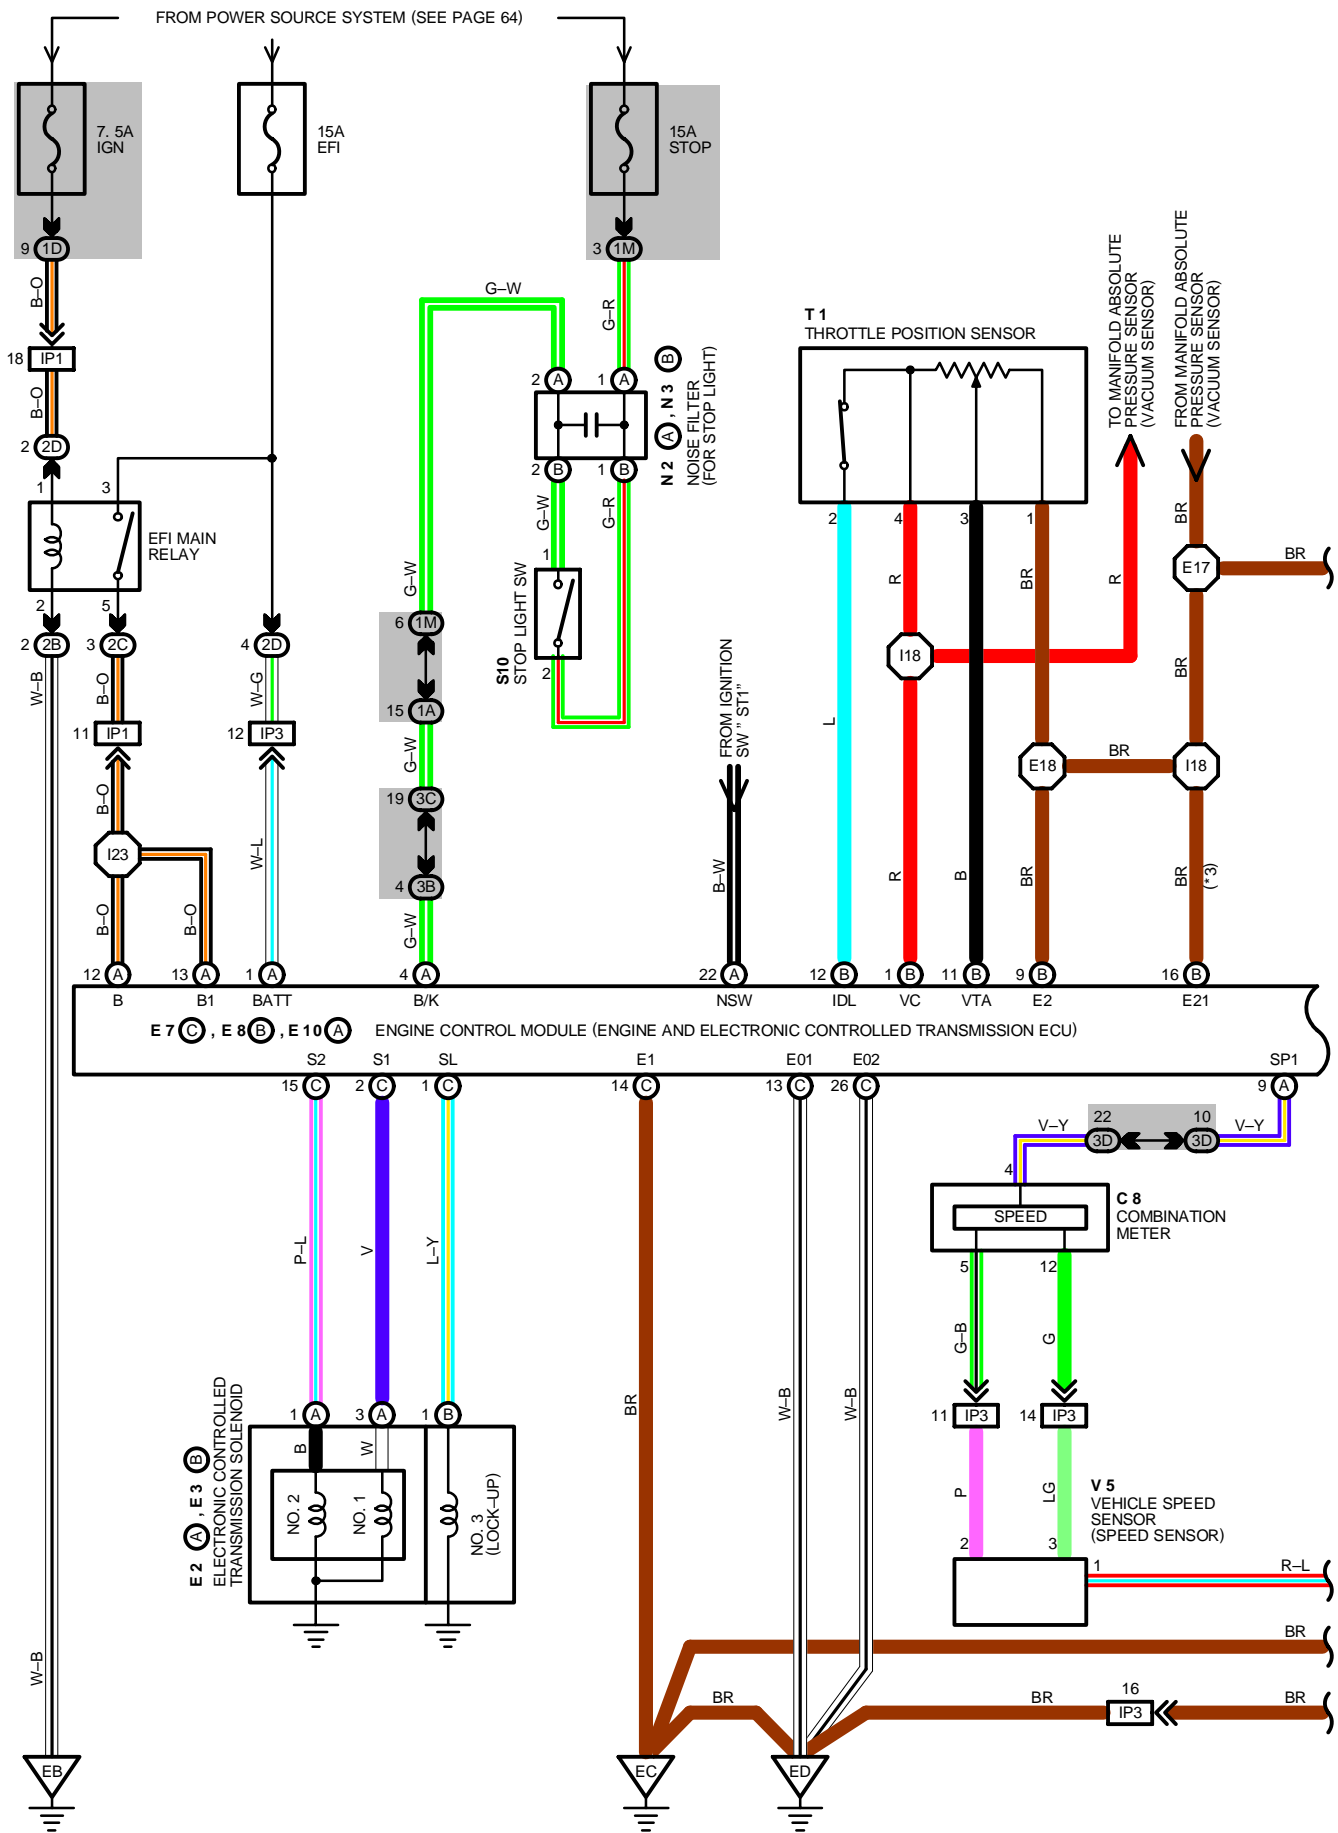 FROM POWER SOURCE SYSTEM (SEE PAGE 64)
7. 5A
IGN
15A
EFI
15A
STOP
9 1D
3 1M
B–O
G–W
G–R
18 IP1
B–O
2 2D
1 3
EFI MAIN
RELAY
2 5
2 2B
3 2C
4 2D
W–B
B–O
W–G
11 IP1
12 IP3
B–O
W–L
I23
B–O
B–O
2 A
1 A
N 2 A , N 3 B
NOISE FILTER
(FOR STOP LIGHT)
2 B
1 B
G–W
G–R
1
2
S10
STOP LIGHT SW
G–W
6 1M
15 1A
G–W
19 3C
4 3B
G–W
FROM IGNITION
SW ” ST1”
B–W
T 1
THROTTLE POSITION SENSOR
2 4 3 1
TO MANIFOLD ABSOLUTE
PRESSURE SENSOR
(VACUUM SENSOR)
FROM MANIFOLD ABSOLUTE
PRESSURE SENSOR
(VACUUM SENSOR)
R
BR
R
BR
E17
BR
I18
BR
L
E18
BR
I18
R
B
BR
BR
(*3)
12 A
13 A
1 A
4 A
22 A
12 B
1 B
11 B
9 B
16 B
B B1 BATT B/K NSW IDL VC VTA E2 E21
E 7 C , E 8 B , E 10 A ENGINE CONTROL MODULE (ENGINE AND ELECTRONIC CONTROLLED TRANSMISSION ECU)
S2 S1 SL E1 E01 E02 SP1
15 C
2 C
1 C
14 C
13 C
26 C
9 A
V–Y
22
3D
10
3D
V–Y
4
SPEED
C 8
COMBINATION
METER
5 12
P–L
V
L–Y
G–B
G
BR
W–B
W–B
11 IP3
14 IP3
P
LG
2 3
V 5
VEHICLE SPEED
SENSOR
(SPEED SENSOR)
1
R–L
1 A
3 A
1 B
B
W
NO. 2
NO. 1
NO. 3
(LOCK–UP)
E 2 A , E 3 B
ELECTRONIC CONTROLLED
TRANSMISSION SOLENOID
W–B
BR
BR
BR
16
IP3
BR
EB
EC
ED